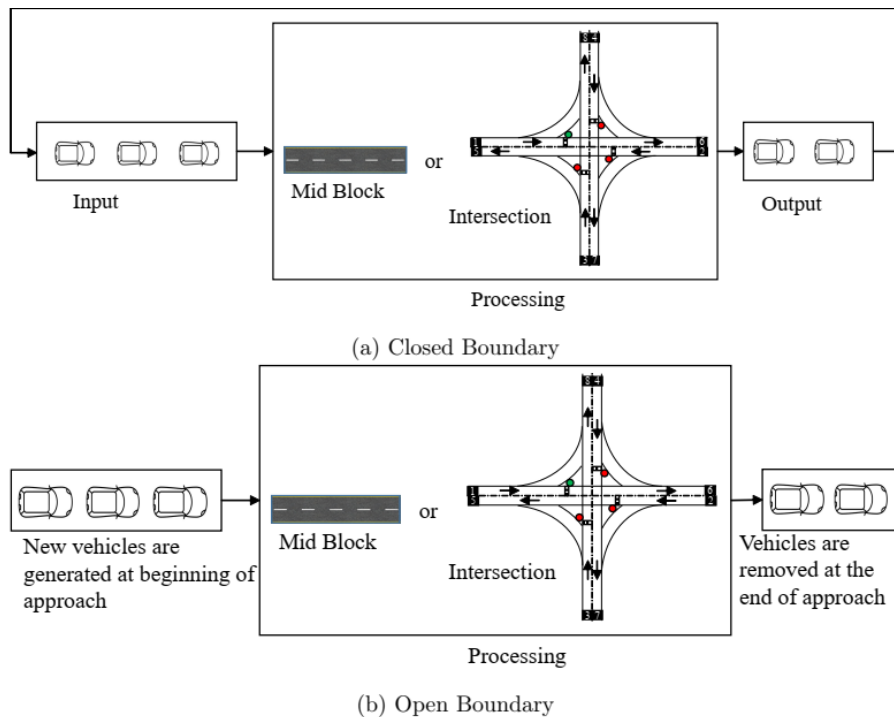 Input
Mid Block
or
Intersection
Output
Processing
(a) Closed Boundary
New vehicles are
generated at beginning of
approach
Mid Block
or
Intersection
Vehicles are
removed at the
end of approach
Processing
(b) Open Boundary